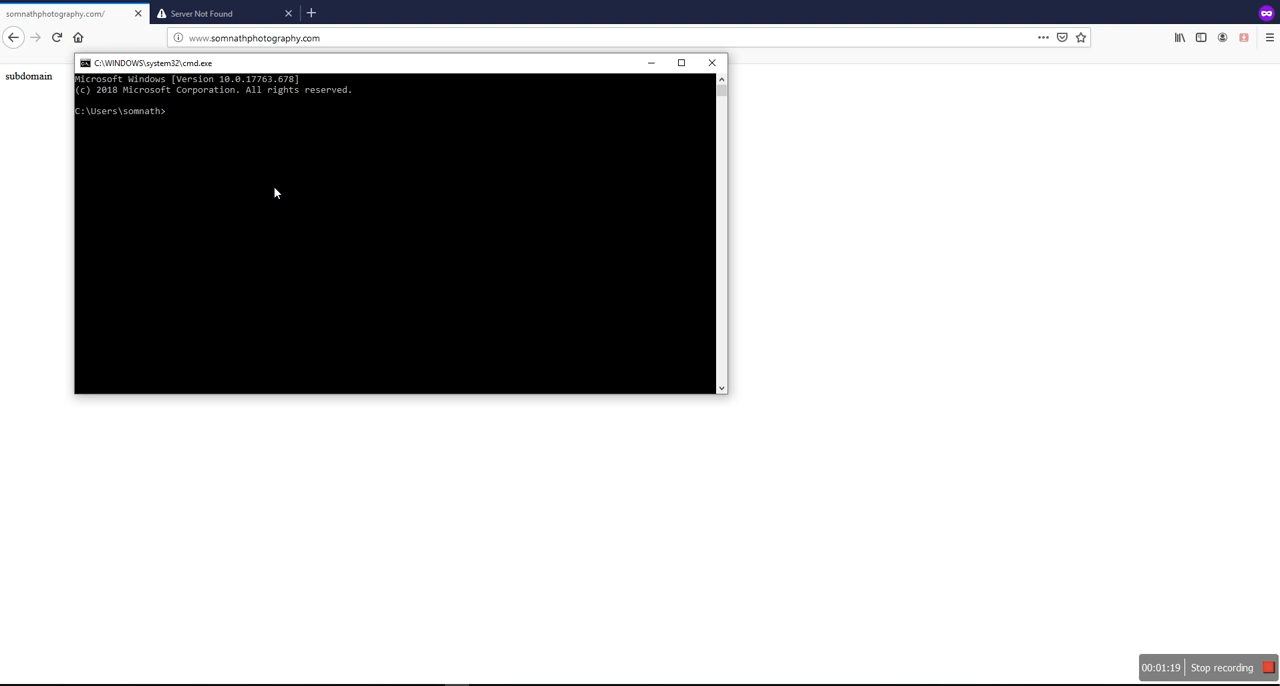 somnathphotography.com/
Server Not Found
www.somnathphotography.com
subdomain
C:\WINDOWS\system32\cmd.exe
Microsoft Windows [Version 10.0.17763.678]
(c) 2018 Microsoft Corporation. All rights reserved.
C:\Users\somnath>
00:01:19 Stop recording